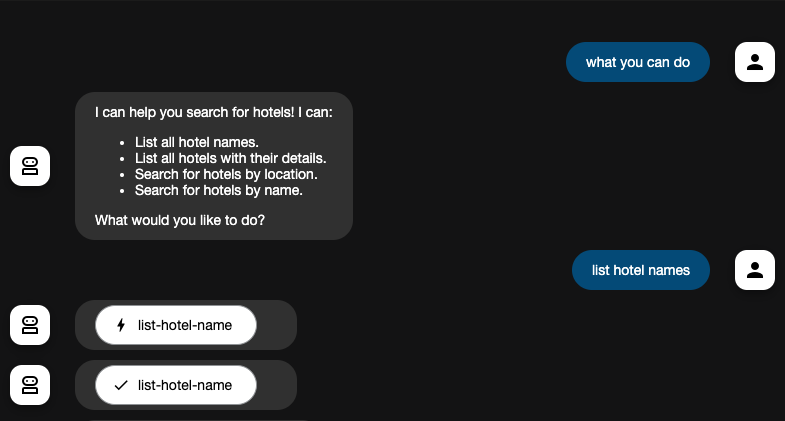 what you can do
I can help you search for hotels! I can:
• List all hotel names.
• List all hotels with their details.
• Search for hotels by location.
• Search for hotels by name.
What would you like to do?
list hotel names
list-hotel-name
list-hotel-name